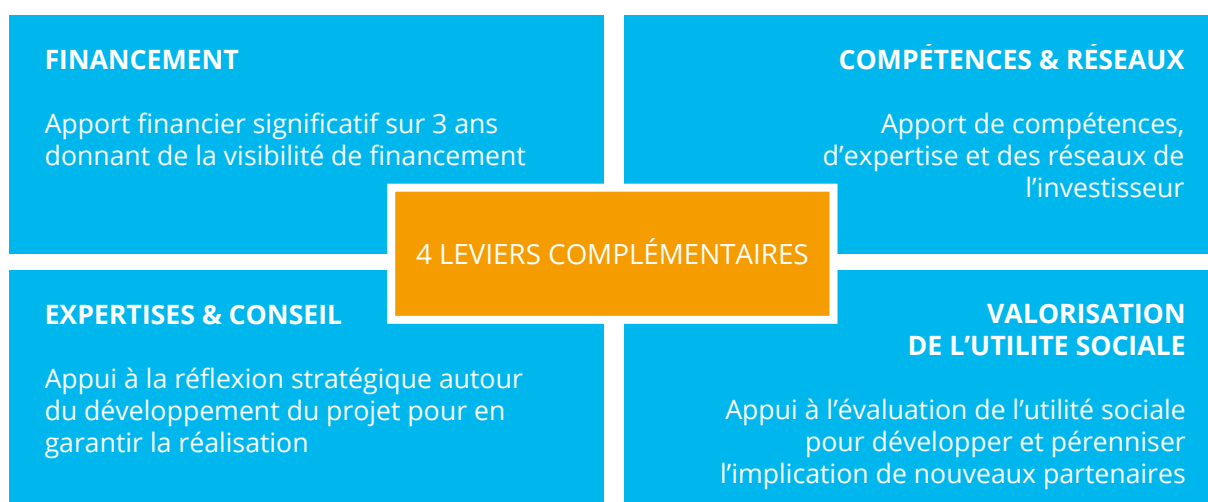 FINANCEMENT
Apport financier significatif sur 3 ans
donnant de la visibilité de financement
COMPÉTENCES & RÉSEAUX
Apport de compétences,
d'expertise et des réseaux de
l'investisseur
4 LEVIERS COMPLÉMENTAIRES
EXPERTISES & CONSEIL
Appui à la réflexion stratégique autour
du développement du projet pour en
garantir la réalisation
VALORISATION
DE L'UTILITE SOCIALE
Appui à l'évaluation de l'utilité sociale
pour développer et pérenniser
l'implication de nouveaux partenaires